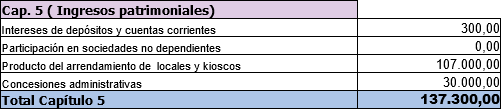 Cap. 5 ( Ingresos patrimoniales)
Intereses de depósitos y cuentas corrientes 300,00
Participación en sociedades no dependientes 0,00
Producto del arrendamiento de locales y kioscos 107.000,00
Concesiones administrativas 30.000,00
Total Capítulo 5 137.300,00